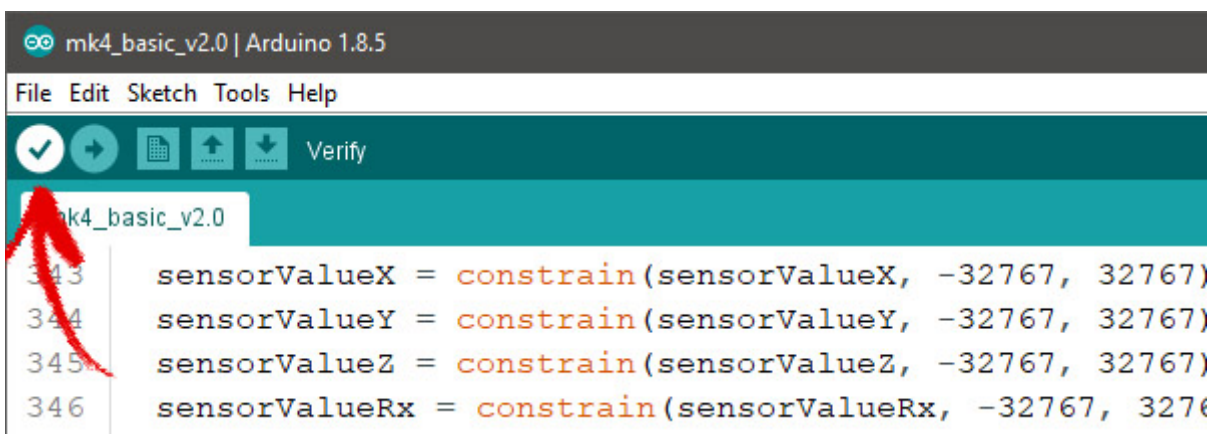 mk4_basic_v2.0 | Arduino 1.8.5
File Edit Sketch Tools Help
Verify
mk4_basic_v2.0
343 sensorValueX = constrain(sensorValueX, -32767, 32767)
344 sensorValueY = constrain(sensorValueY, -32767, 32767)
345 sensorValueZ = constrain(sensorValueZ, -32767, 32767)
346 sensorValueRx = constrain(sensorValueRx, -32767, 3276